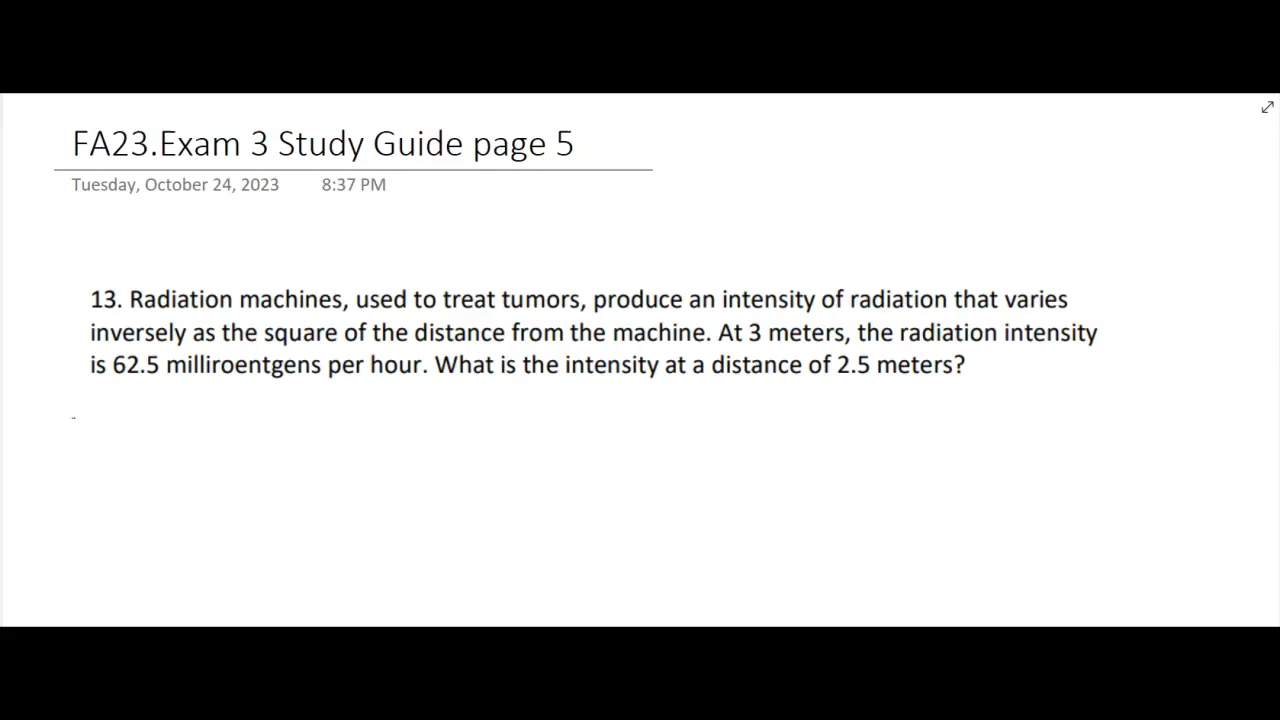 FA23.Exam 3 Study Guide page 5
Tuesday, October 24, 2023 8:37 PM
13. Radiation machines, used to treat tumors, produce an intensity of radiation that varies
inversely as the square of the distance from the machine. At 3 meters, the radiation intensity
is 62.5 milliroentgens per hour. What is the intensity at a distance of 2.5 meters?